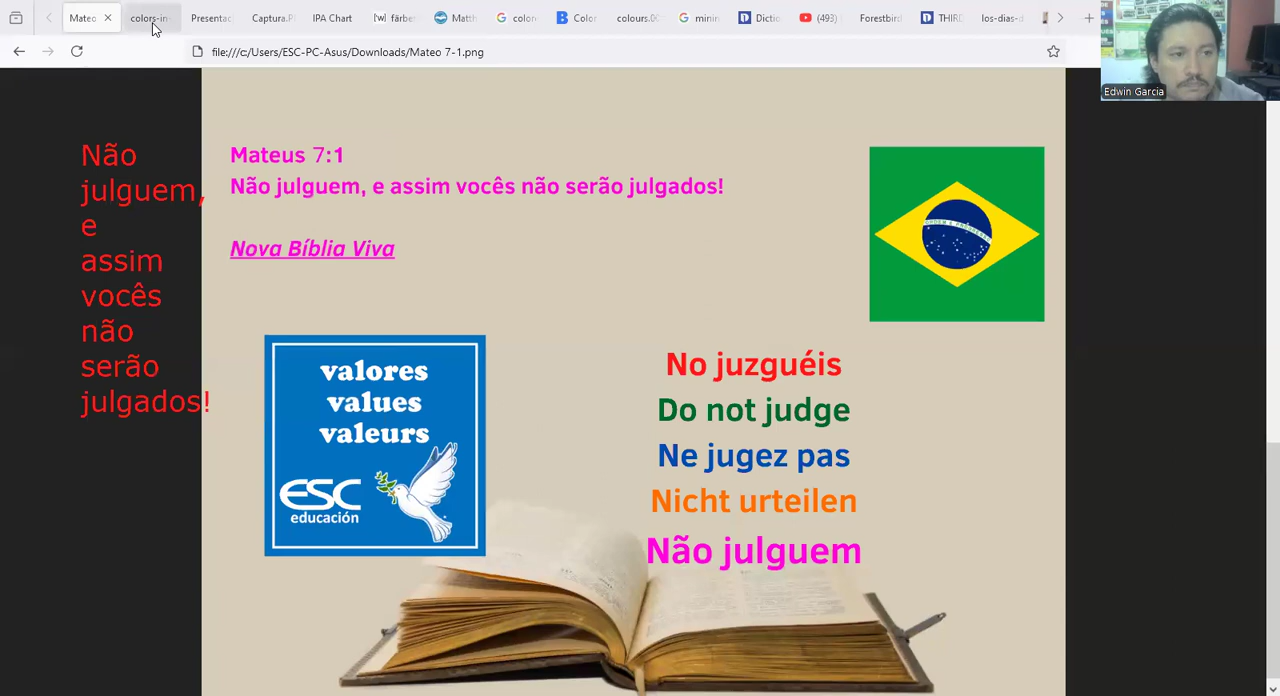 Mateo
colors-in
Presentac
Captura.P
IPA Chart
färber
Matth
colore
Color
colours.0
minin
Dictio
(493)
Forestbird
THIR
los-dias-d
file:///c:/Users/ESC-PC-Asus/Downloads/Mateo 7-1.png
Edwin Garcia
Não
julguem,
e
assim
vocês
não
serão
julgados!
Mateus 7:1
Não julguem, e assim vocês não serão julgados!
Nova Bíblia Viva
valores
values
valeurs
ESC
educación
No juzguéis
Do not judge
Ne jugez pas
Nicht urteilen
Não julguem